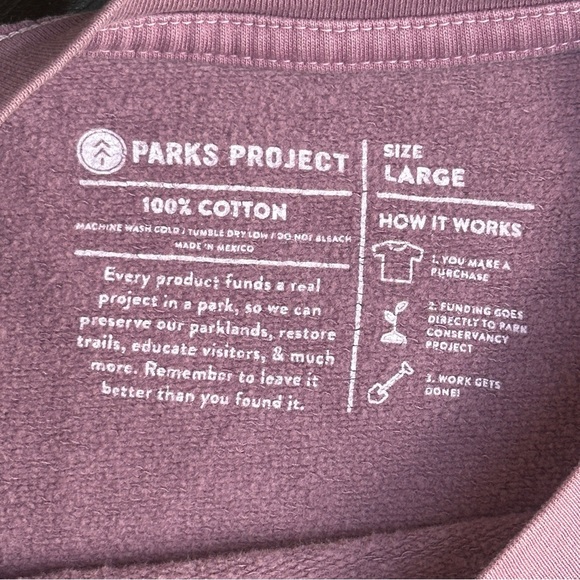 PARKS PROJECT
100% COTTON
MACHINE WASH COLD / TUMBLE DRY LOW / DO NOT BLEACH
MADE IN MEXICO
Every product funds a real
project in a park, so we can
preserve our parklands, restore
trails, educate visitors, & much
more. Remember to leave it
better than you found it.
SIZE
LARGE
HOW IT WORKS
1. YOU MAKE A
PURCHASE
2. FUNDING GOES
DIRECTLY TO PARK
CONSERVANCY
PROJECT
3. WORK GETS
DONE!